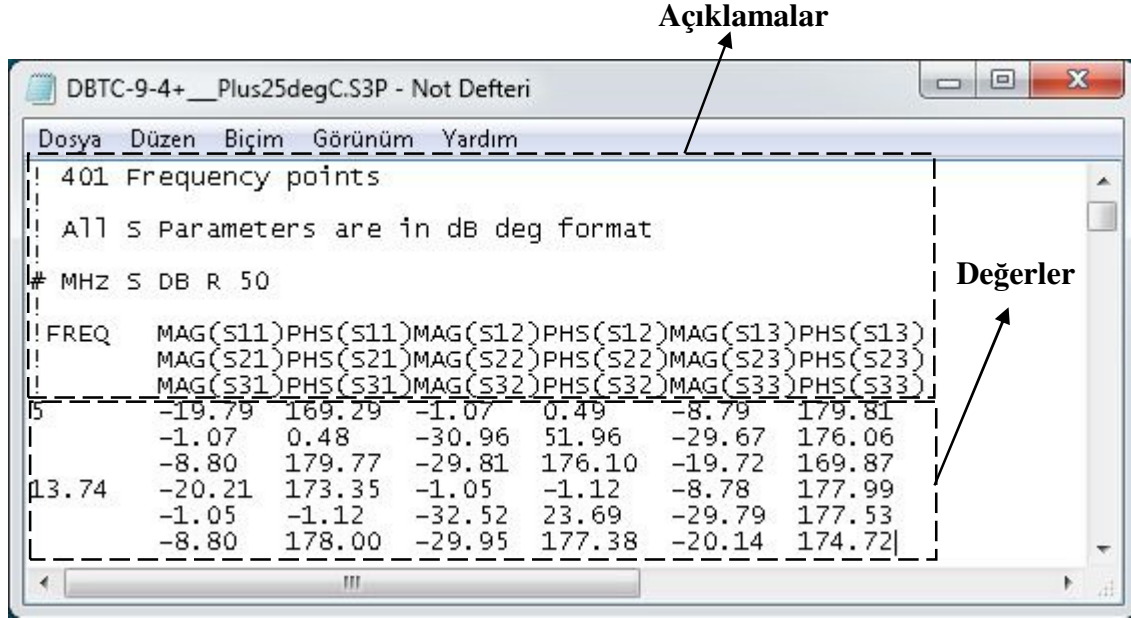 Açıklamalar
DBTC-9-4+__Plus25degC.S3P - Not Defteri
Dosya Düzen Biçim Görünüm Yardım
! 401 Frequency points
!
! All S Parameters are in dB deg format
!
# MHz S DB R 50
!
!FREQ MAG(S11)PHS(S11)MAG(S12)PHS(S12)MAG(S13)PHS(S13)
! MAG(S21)PHS(S21)MAG(S22)PHS(S22)MAG(S23)PHS(S23)
! MAG(S31)PHS(S31)MAG(S32)PHS(S32)MAG(S33)PHS(S33)
Değerler
5 -19.79 169.29 -1.07 0.49 -8.79 179.81
-1.07 0.48 -30.96 51.96 -29.67 176.06
-8.80 179.77 -29.81 176.10 -19.72 169.87
13.74 -20.21 173.35 -1.05 -1.12 -8.78 177.99
-1.05 -1.12 -32.52 23.69 -29.79 177.53
-8.80 178.00 -29.95 177.38 -20.14 174.72